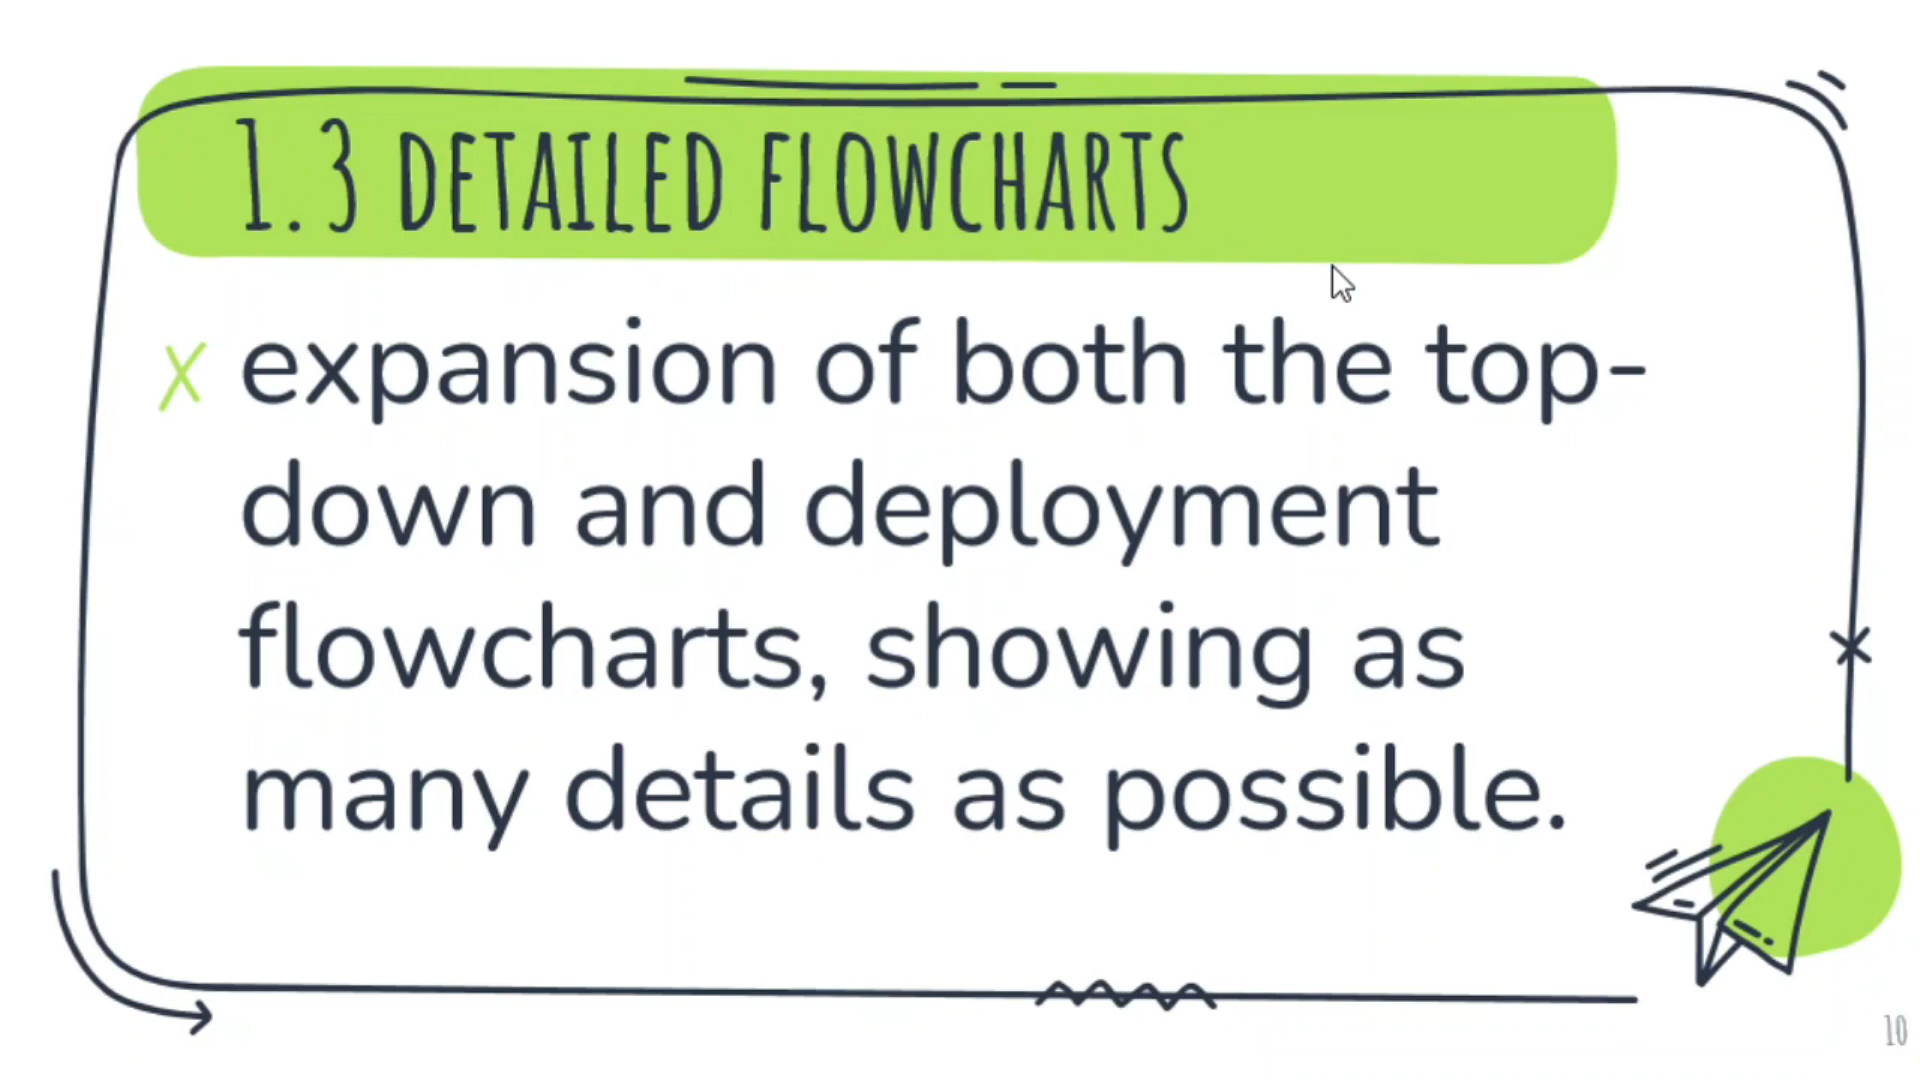 1.3 DETAILED FLOWCHARTS
x expansion of both the top-
down and deployment
flowcharts, showing as
many details as possible.
10